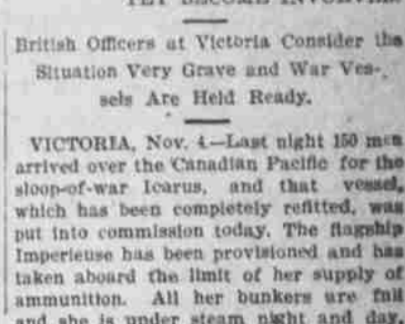 YET BECOME INVOLVED.
British Officers at Victoria Consider the
Situation Very Grave and War Ves-
sels Are Held Ready.
VICTORIA, Nov. 4.—Last night 150 men
arrived over the Canadian Pacific for the
sloop-of-war Icarus, and that vessel,
which has been completely refitted, was
put into commission today. The flagship
Imperieuse has been provisioned and has
taken aboard the limit of her supply of
ammunition. All her bunkers are full
and she is under steam night and day,